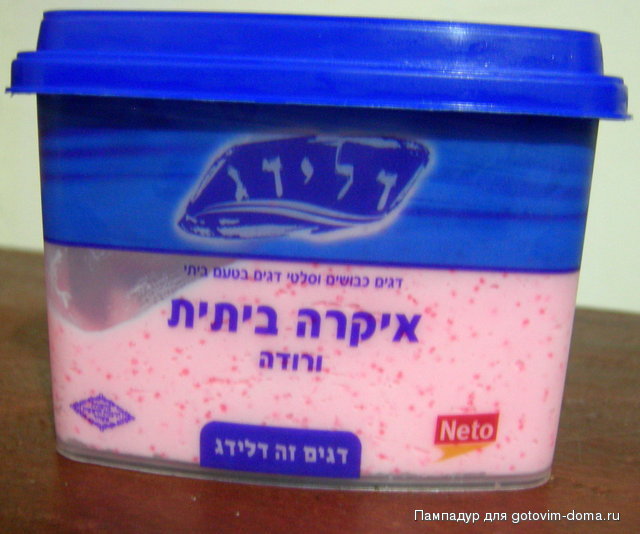 דלידג
דגים כבושים וסלטי דגים בטעם ביתי
איקרה ביתית
ורודה
Neto
דגים זה דלידג
Пампадур для gotovim-doma.ru